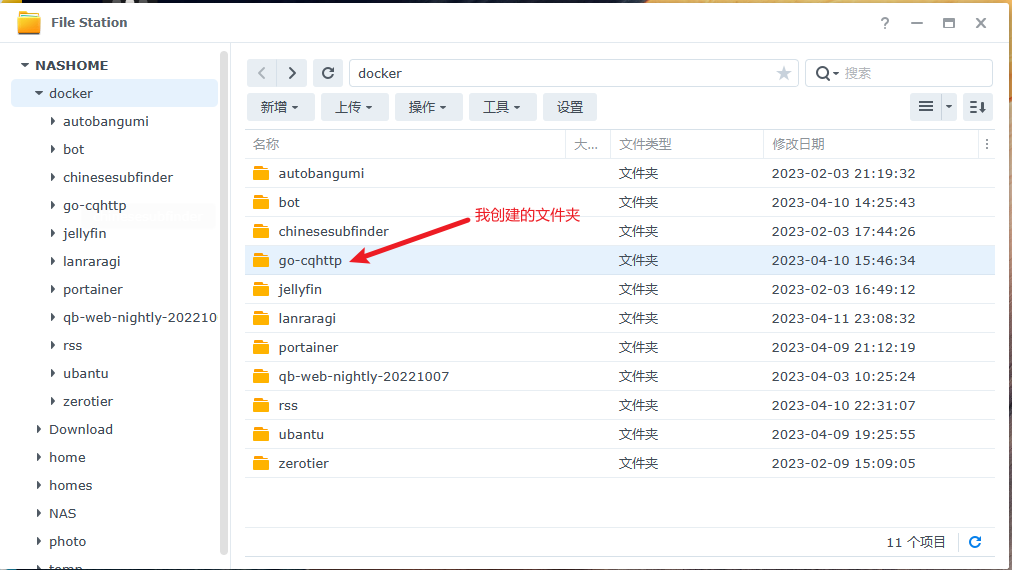 File Station
NASHOME
docker
autobangumi
bot
chinesesubfinder
go-cqhttp
jellyfin
lanraragi
portainer
qb-web-nightly-202210
rss
ubantu
zerotier
Download
home
homes
NAS
photo
temp
docker
搜索
新增
上传
操作
工具
设置
名称 大... 文件类型 修改日期
autobangumi 文件夹 2023-02-03 21:19:32
bot 文件夹 2023-04-10 14:25:43
我创建的文件夹
chinesesubfinder 文件夹 2023-02-03 17:44:26
go-cqhttp 文件夹 2023-04-10 15:46:34
jellyfin 文件夹 2023-02-03 16:49:12
lanraragi 文件夹 2023-04-11 23:08:32
portainer 文件夹 2023-04-09 21:12:19
qb-web-nightly-20221007 文件夹 2023-04-03 10:25:24
rss 文件夹 2023-04-10 22:31:07
ubantu 文件夹 2023-04-09 19:25:55
zerotier 文件夹 2023-02-09 15:09:05
11 个项目